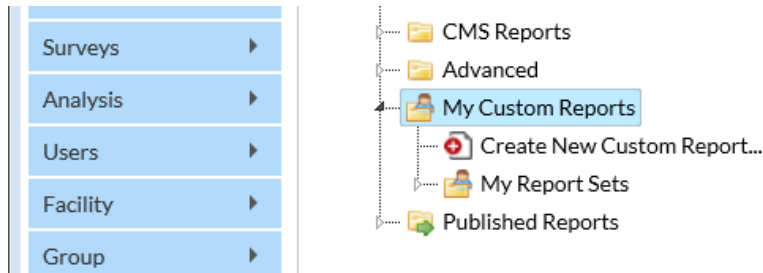 Surveys
Analysis
Users
Facility
Group
CMS Reports
Advanced
My Custom Reports
Create New Custom Report...
My Report Sets
Published Reports